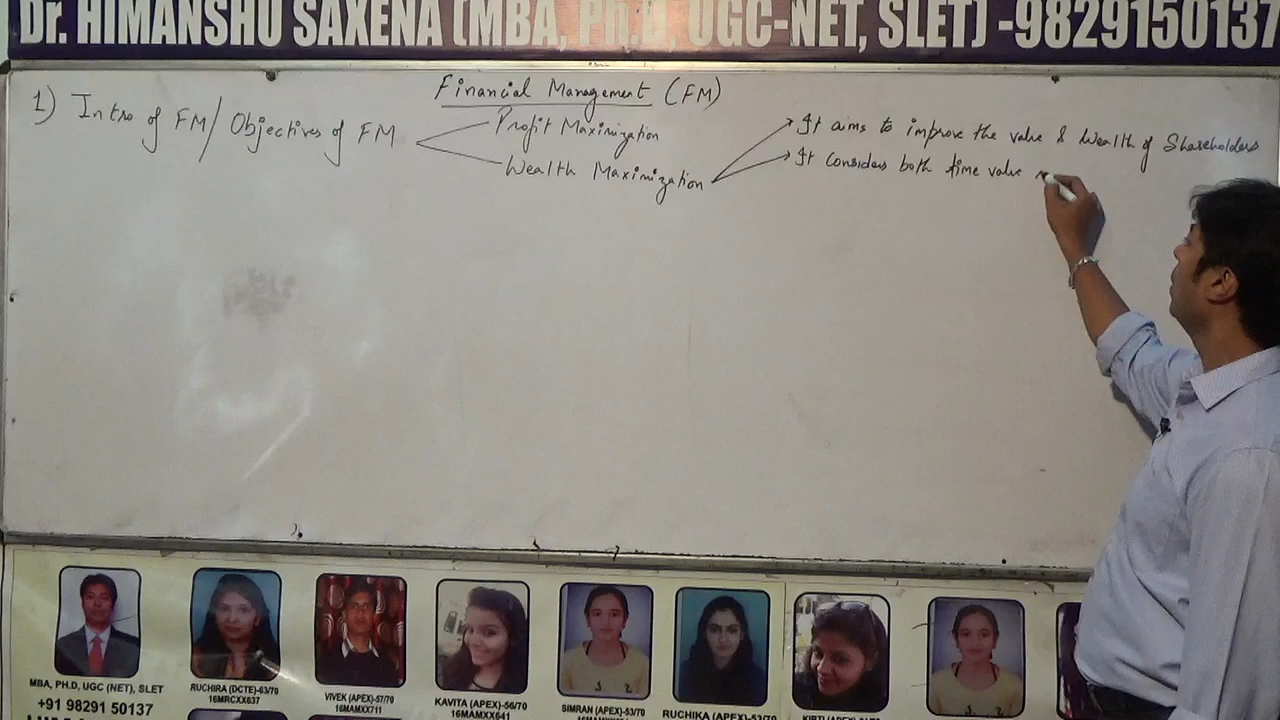 Dr. HIMANSHU SAXENA (MBA, Ph.D, UGC-NET, SLET) -9829150137
Financial Management (FM)
1) Intro of FM/ Objectives of FM
Profit Maximization
Wealth Maximization
It aims to improve the value & Wealth of Shareholders
It Considers both time value
MBA, PH.D, UGC (NET), SLET
+91 98291 50137
RUCHIRA (DCTE)-63/70
16MRCXX637
VIVEK (APEX)-57/70
16MAMXX711
KAVITA (APEX)-56/70
16MAMXX641
SIMRAN (APEX)-53/70
RUCHIKA (APEX)-53/70